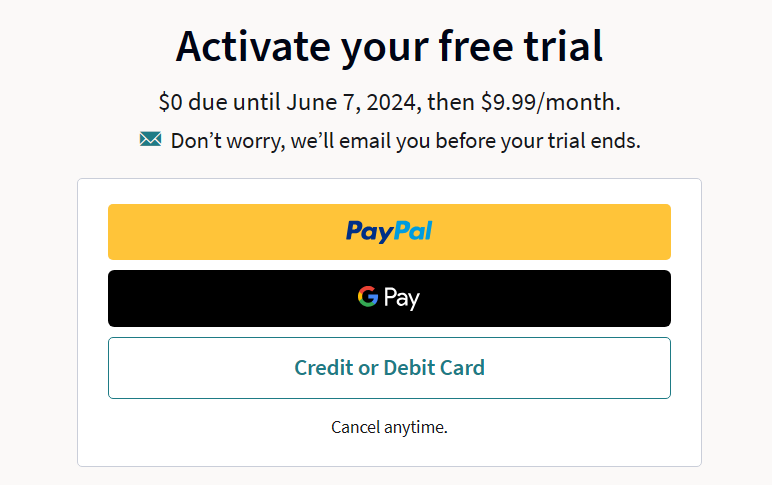 Activate your free trial
$0 due until June 7, 2024, then $9.99/month.
Don’t worry, we’ll email you before your trial ends.
PayPal
G Pay
Credit or Debit Card
Cancel anytime.